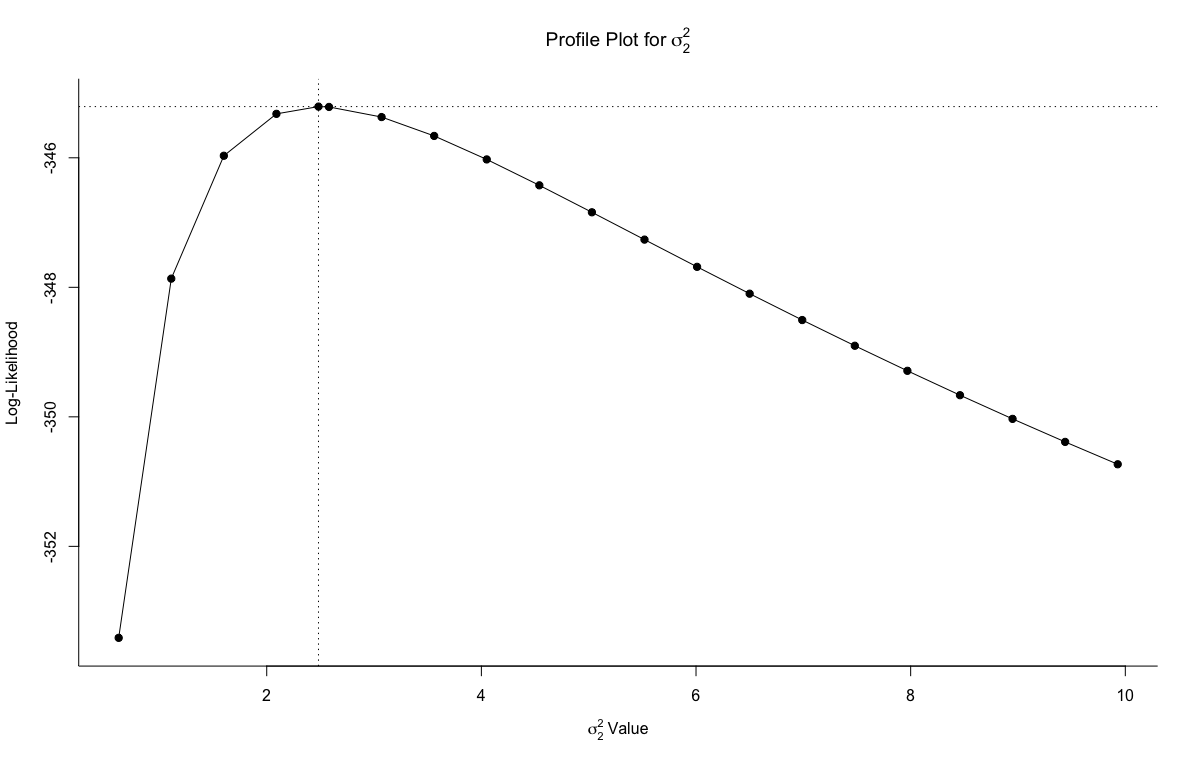 Profile Plot for σ₂²
Log-Likelihood
-346
-348
-350
-352
2 4 6 8 10
σ₂² Value